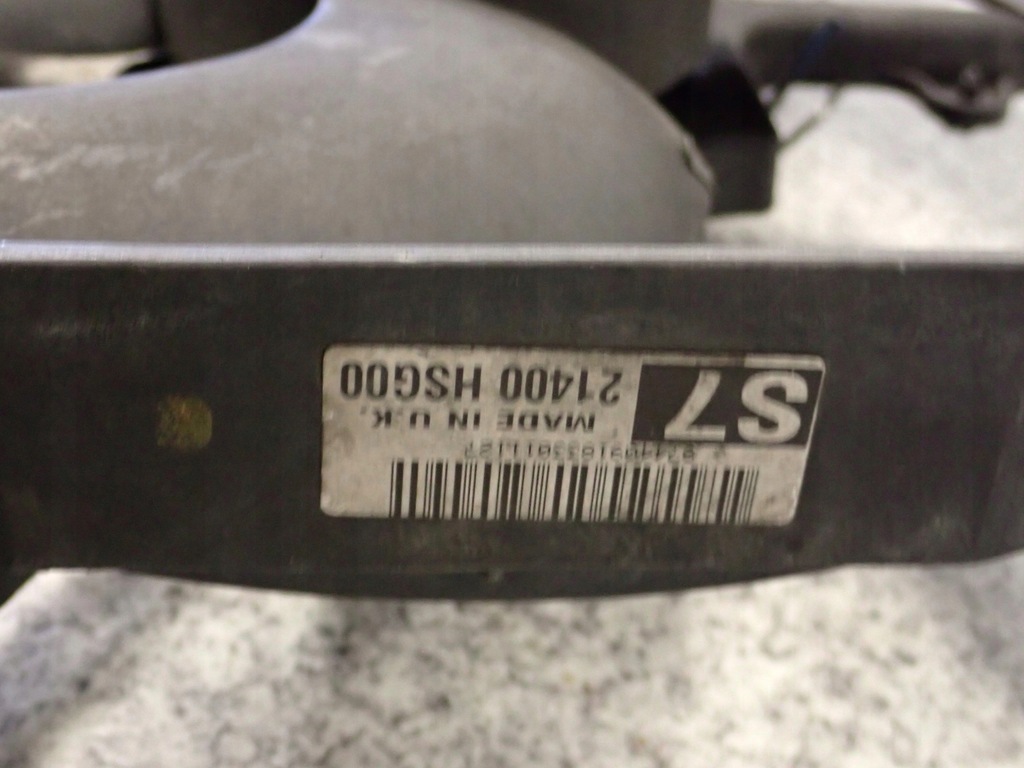 S7
21400 HSG00
MADE IN U.K.